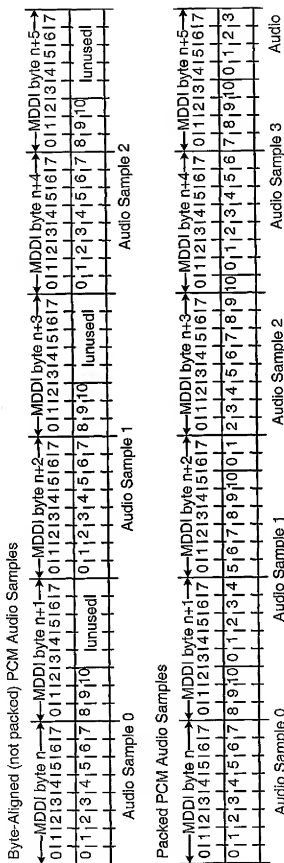 Byte-Aligned (not packed) PCM Audio Samples
MDDI byte n MDDI byte n+1 MDDI byte n+2 MDDI byte n+3 MDDI byte n+4 MDDI byte n+5
0 1 2 3 4 5 6 7 0 1 2 3 4 5 6 7 0 1 2 3 4 5 6 7 0 1 2 3 4 5 6 7 0 1 2 3 4 5 6 7 0 1 2 3 4 5 6 7
0 1 2 3 4 5 6 7 8 9 10 unused 0 1 2 3 4 5 6 7 8 9 10 unused 0 1 2 3 4 5 6 7 8 9 10 unused
Audio Sample 0 Audio Sample 1 Audio Sample 2
Packed PCM Audio Samples
MDDI byte n MDDI byte n+1 MDDI byte n+2 MDDI byte n+3 MDDI byte n+4 MDDI byte n+5
0 1 2 3 4 5 6 7 0 1 2 3 4 5 6 7 0 1 2 3 4 5 6 7 0 1 2 3 4 5 6 7 0 1 2 3 4 5 6 7 0 1 2 3 4 5 6 7
0 1 2 3 4 5 6 7 8 9 10 0 1 2 3 4 5 6 7 8 9 10 0 1 2 3 4 5 6 7 8 9 10 0 1 2 3 4 5 6 7 8 9 10 0 1 2 3
Audio Sample 0 Audio Sample 1 Audio Sample 2 Audio Sample 3 Audio